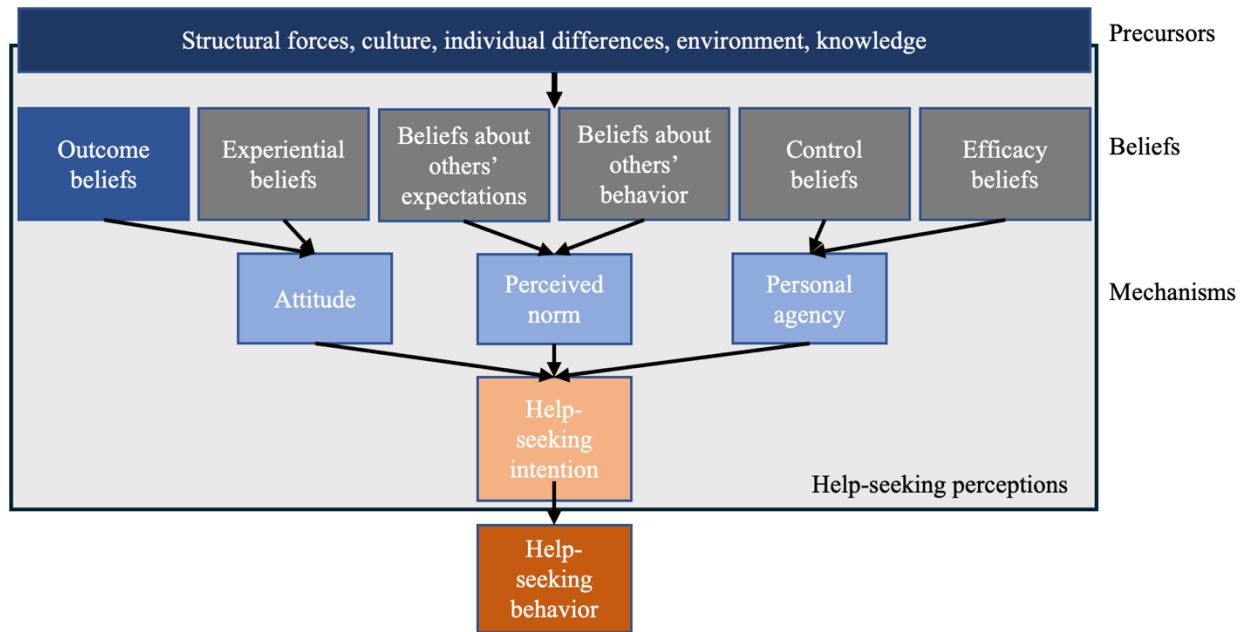 Structural forces, culture, individual differences, environment, knowledge
Precursors
Outcome
beliefs
Experiential
beliefs
Beliefs about
others’
expectations
Beliefs about
others’
behavior
Control
beliefs
Efficacy
beliefs
Beliefs
Attitude
Perceived
norm
Personal
agency
Mechanisms
Help-
seeking
intention
Help-seeking perceptions
Help-
seeking
behavior